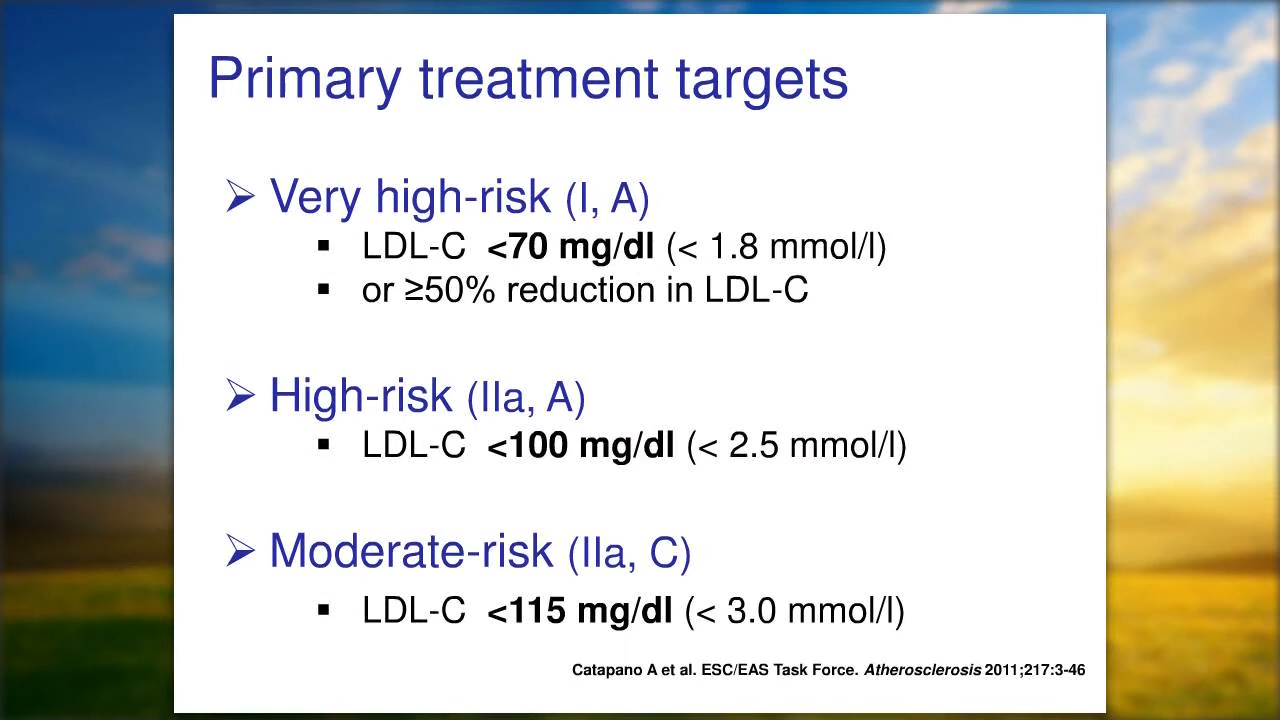 Primary treatment targets
➢ Very high-risk (I, A)
▪ LDL-C <70 mg/dl (< 1.8 mmol/l)
▪ or ≥50% reduction in LDL-C
➢ High-risk (IIa, A)
▪ LDL-C <100 mg/dl (< 2.5 mmol/l)
➢ Moderate-risk (IIa, C)
▪ LDL-C <115 mg/dl (< 3.0 mmol/l)
Catapano A et al. ESC/EAS Task Force. Atherosclerosis 2011;217:3-46